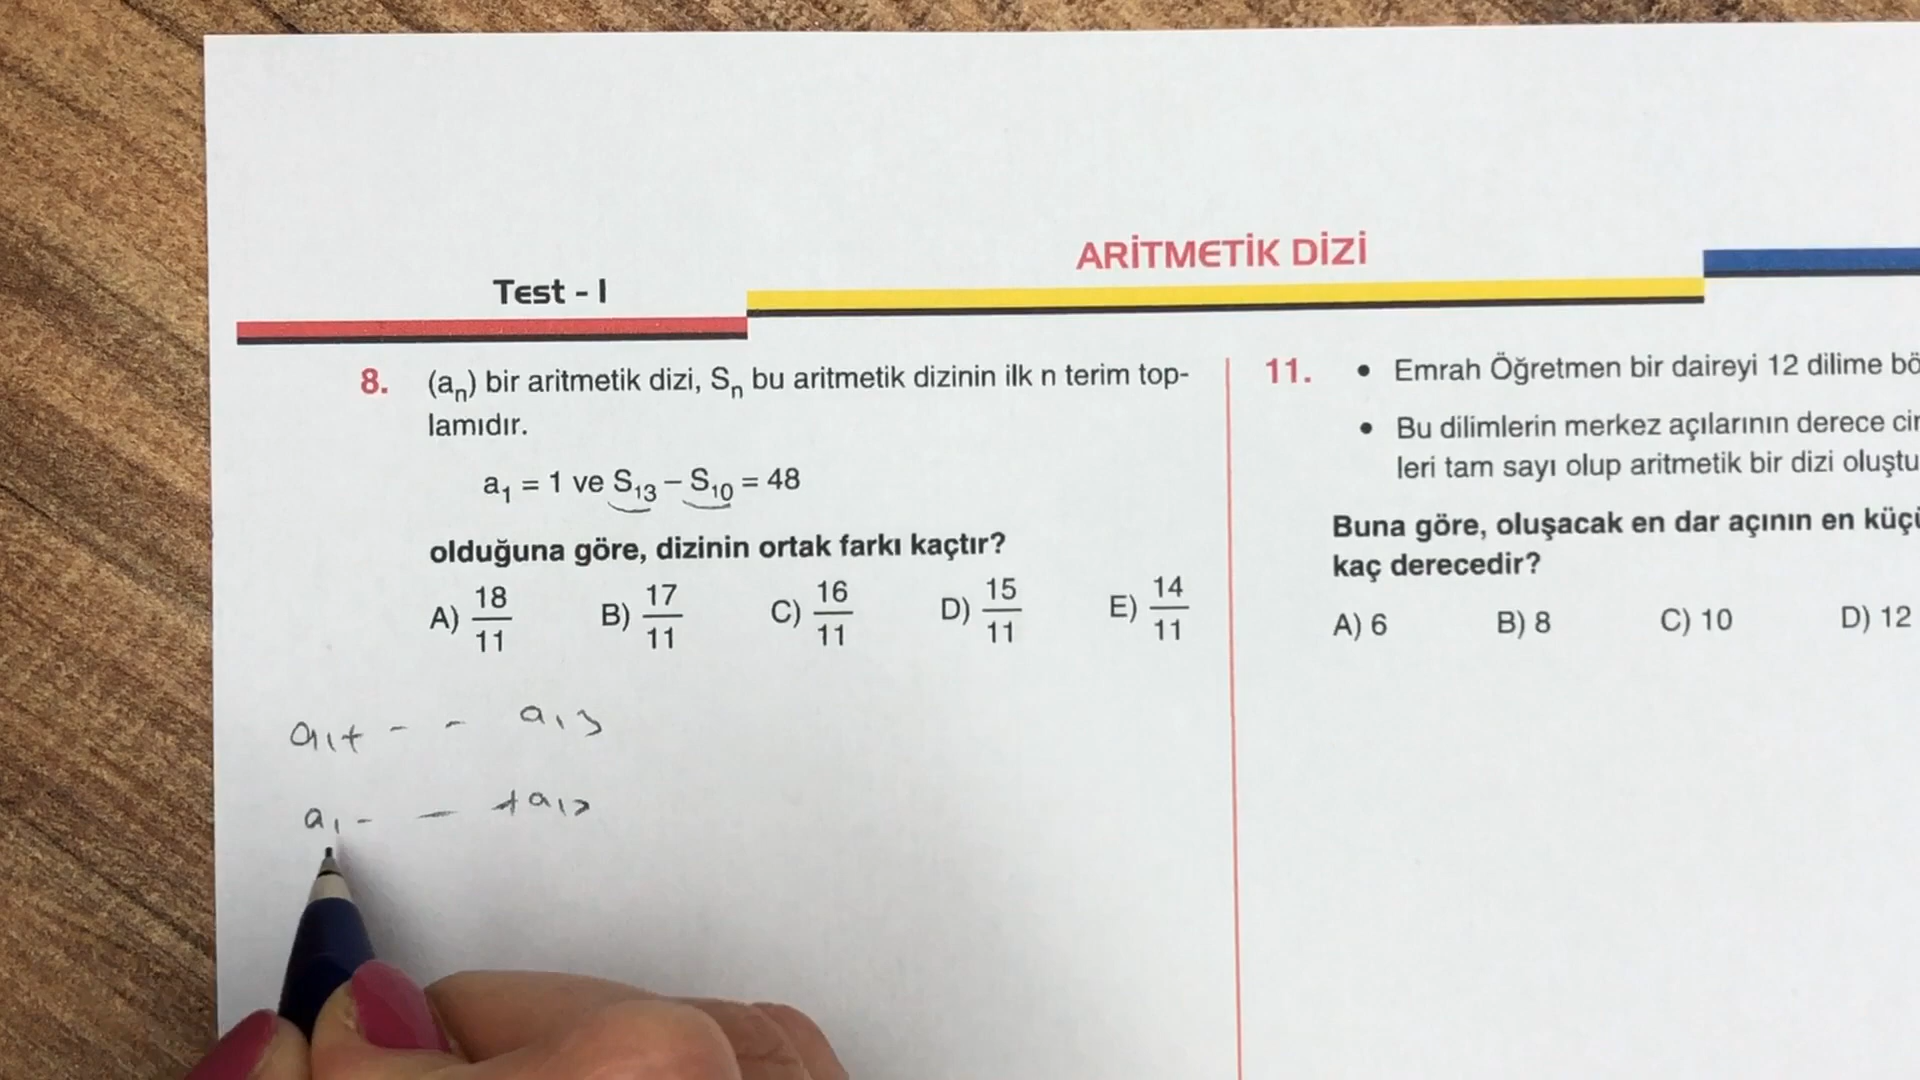 ARİTMETİK DİZİ
Test - I
8. (aₙ) bir aritmetik dizi, Sₙ bu aritmetik dizinin ilk n terim top-
lamıdır.
a₁ = 1 ve S₁₃ – S₁₀ = 48
olduğuna göre, dizinin ortak farkı kaçtır?
A) 18/11 B) 17/11 C) 16/11 D) 15/11 E) 14/11
a₁+ - - a₁₃
a₁ - -
11. • Emrah Öğretmen bir daireyi 12 dilime bö
• Bu dilimlerin merkez açılarının derece cin
leri tam sayı olup aritmetik bir dizi oluştu
Buna göre, oluşacak en dar açının en küçü
kaç derecedir?
A) 6 B) 8 C) 10 D) 12